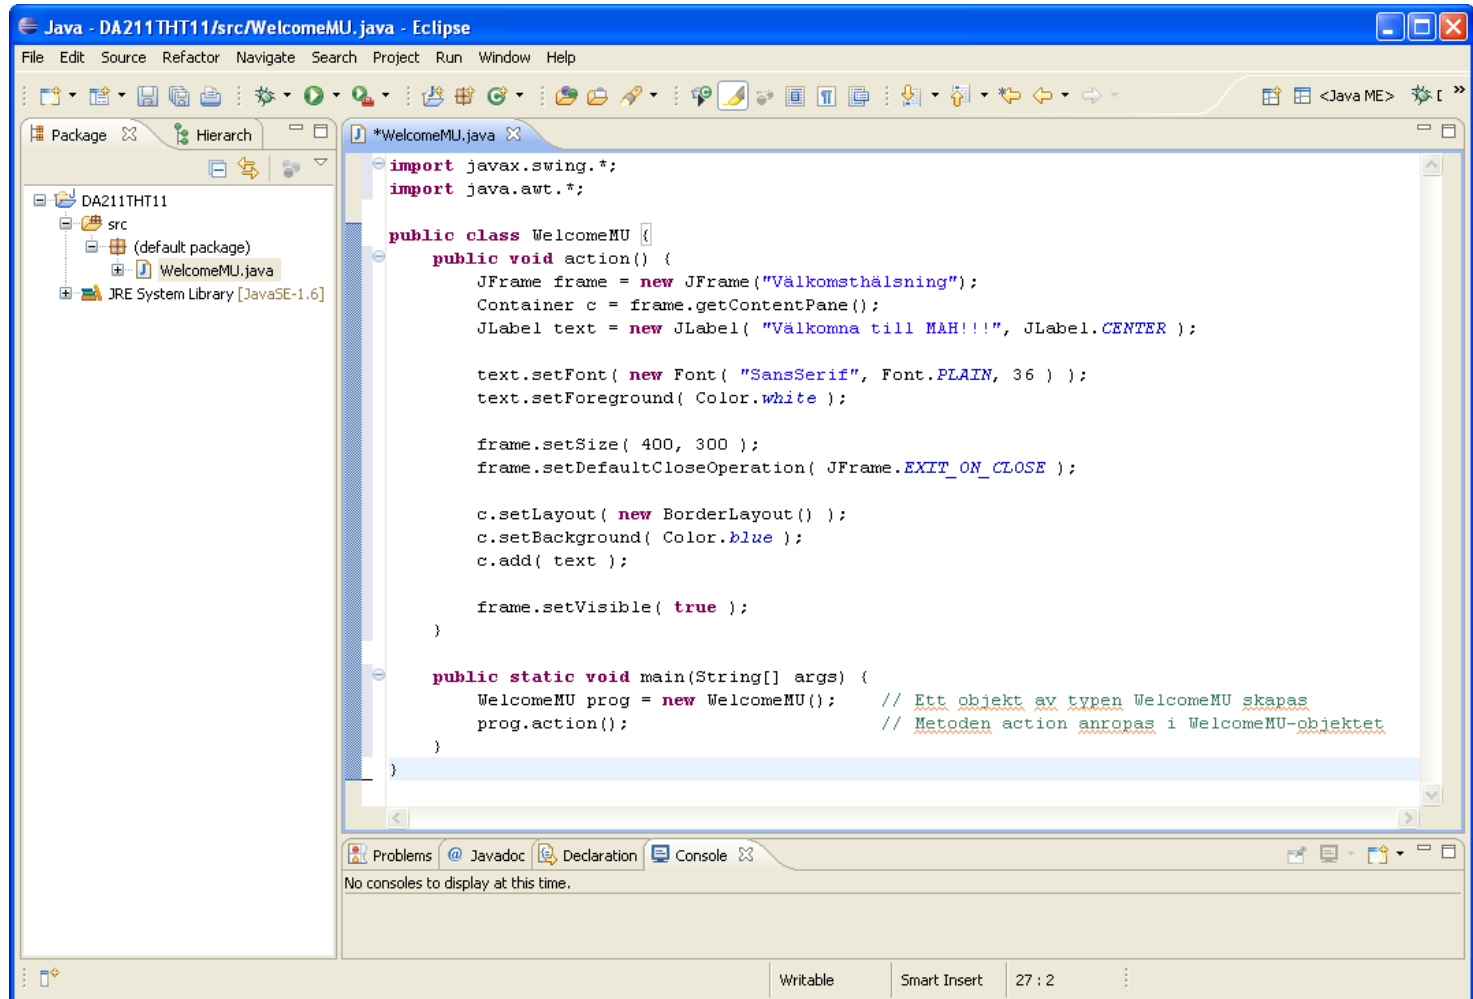 Java - DA211THT11/src/WelcomeMU.java - Eclipse
File Edit Source Refactor Navigate Search Project Run Window Help
<Java ME>
Package Hierarch
*WelcomeMU.java
DA211THT11
src
(default package)
WelcomeMU.java
JRE System Library [JavaSE-1.6]
import javax.swing.*;
import java.awt.*;
public class WelcomeMU {
public void action() {
JFrame frame = new JFrame("Välkomsthälsning");
Container c = frame.getContentPane();
JLabel text = new JLabel( "Välkomna till MAH!!!", JLabel.CENTER );
text.setFont( new Font( "SansSerif", Font.PLAIN, 36 ) );
text.setForeground( Color.white );
frame.setSize( 400, 300 );
frame.setDefaultCloseOperation( JFrame.EXIT_ON_CLOSE );
c.setLayout( new BorderLayout() );
c.setBackground( Color.blue );
c.add( text );
frame.setVisible( true );
}
public static void main(String[] args) {
WelcomeMU prog = new WelcomeMU(); // Ett objekt av typen WelcomeMU skapas
prog.action(); // Metoden action anropas i WelcomeMU-objektet
}
}
Problems @ Javadoc Declaration Console
No consoles to display at this time.
Writable Smart Insert 27 : 2